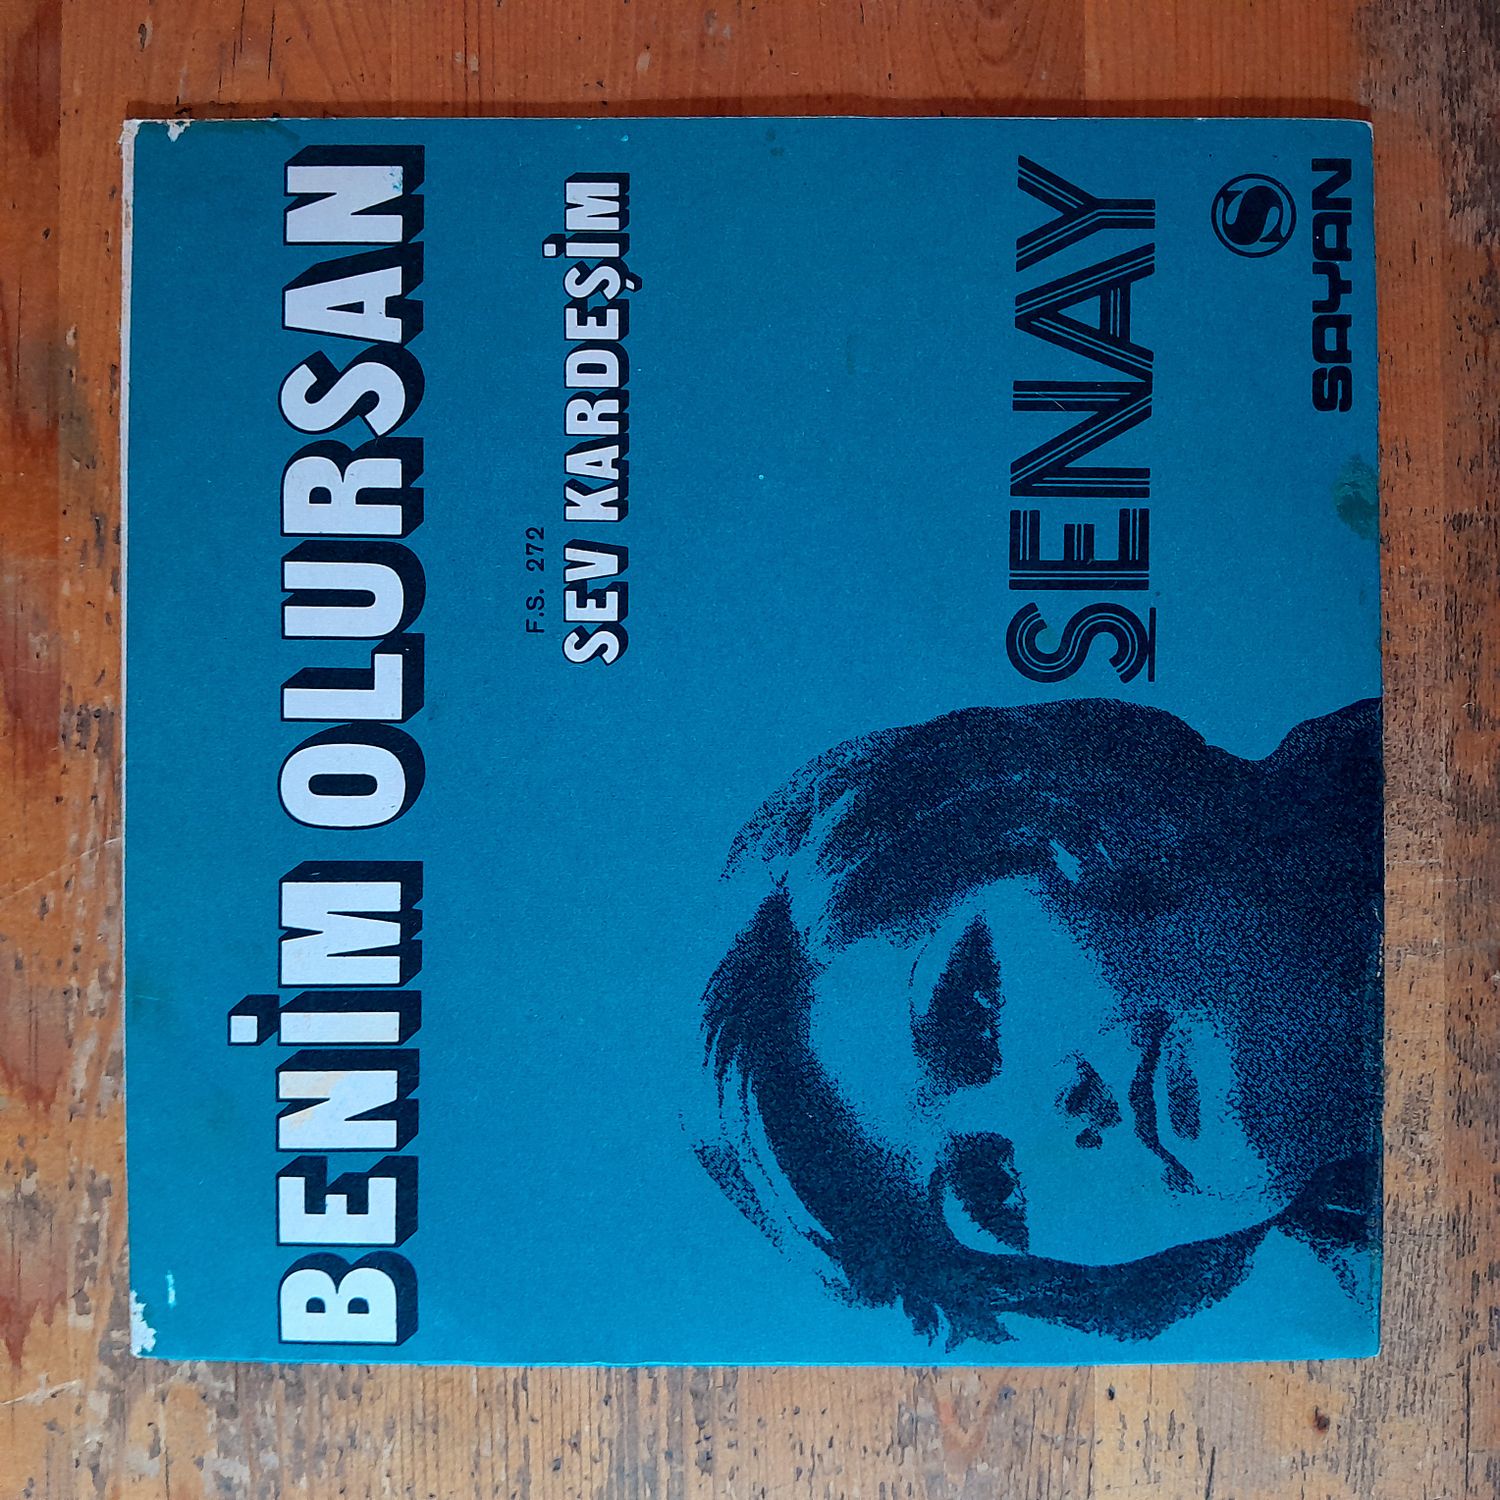 BENİM OLURSAN
F.S. 272
SEV KARDEŞİM
ŞENAY
S
SAYAN